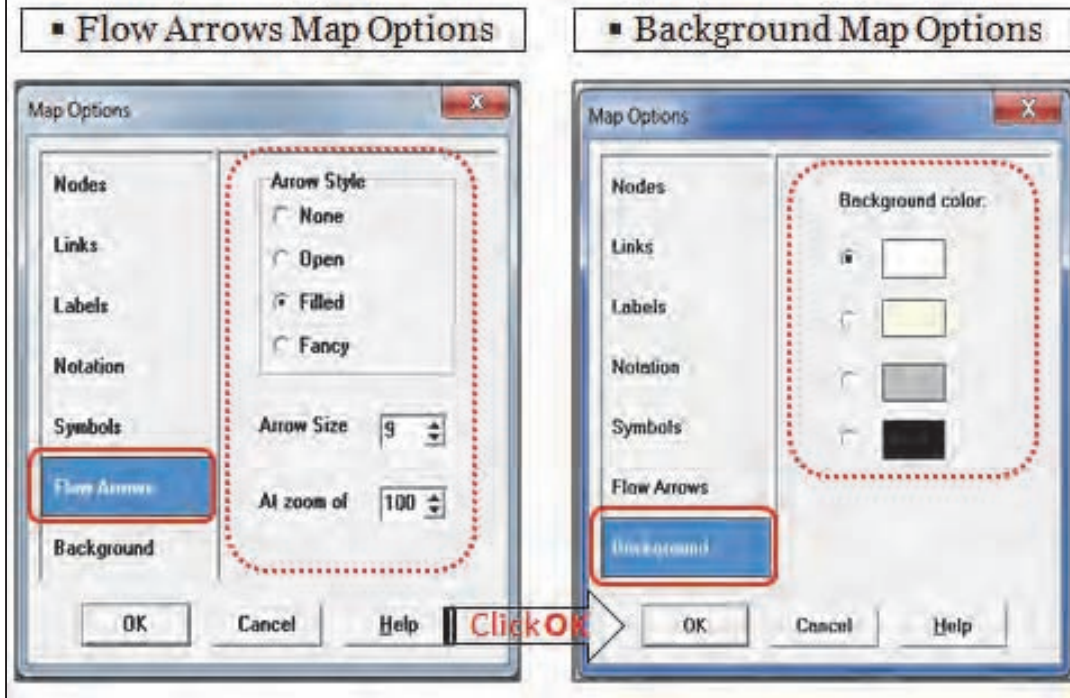 ▪ Flow Arrows Map Options
Map Options
Nodes
Links
Labels
Notation
Symbols
Flow Arrows
Background
Arrow Style
None
Open
Filled
Fancy
Arrow Size 9
At zoom of 100
OK Cancel Help
Click OK
▪ Background Map Options
Map Options
Nodes
Links
Labels
Notation
Symbols
Flow Arrows
Background
Background color:
OK Cancel Help